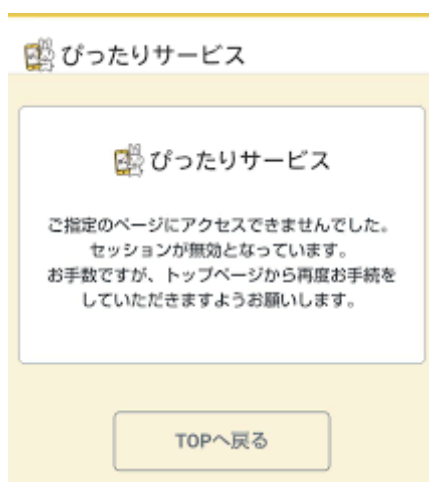 ぴったりサービス
ぴったりサービス
ご指定のページにアクセスできませんでした。
セッションが無効となっています。
お手数ですが、トップページから再度お手続を
していただきますようお願いします。
TOPへ戻る